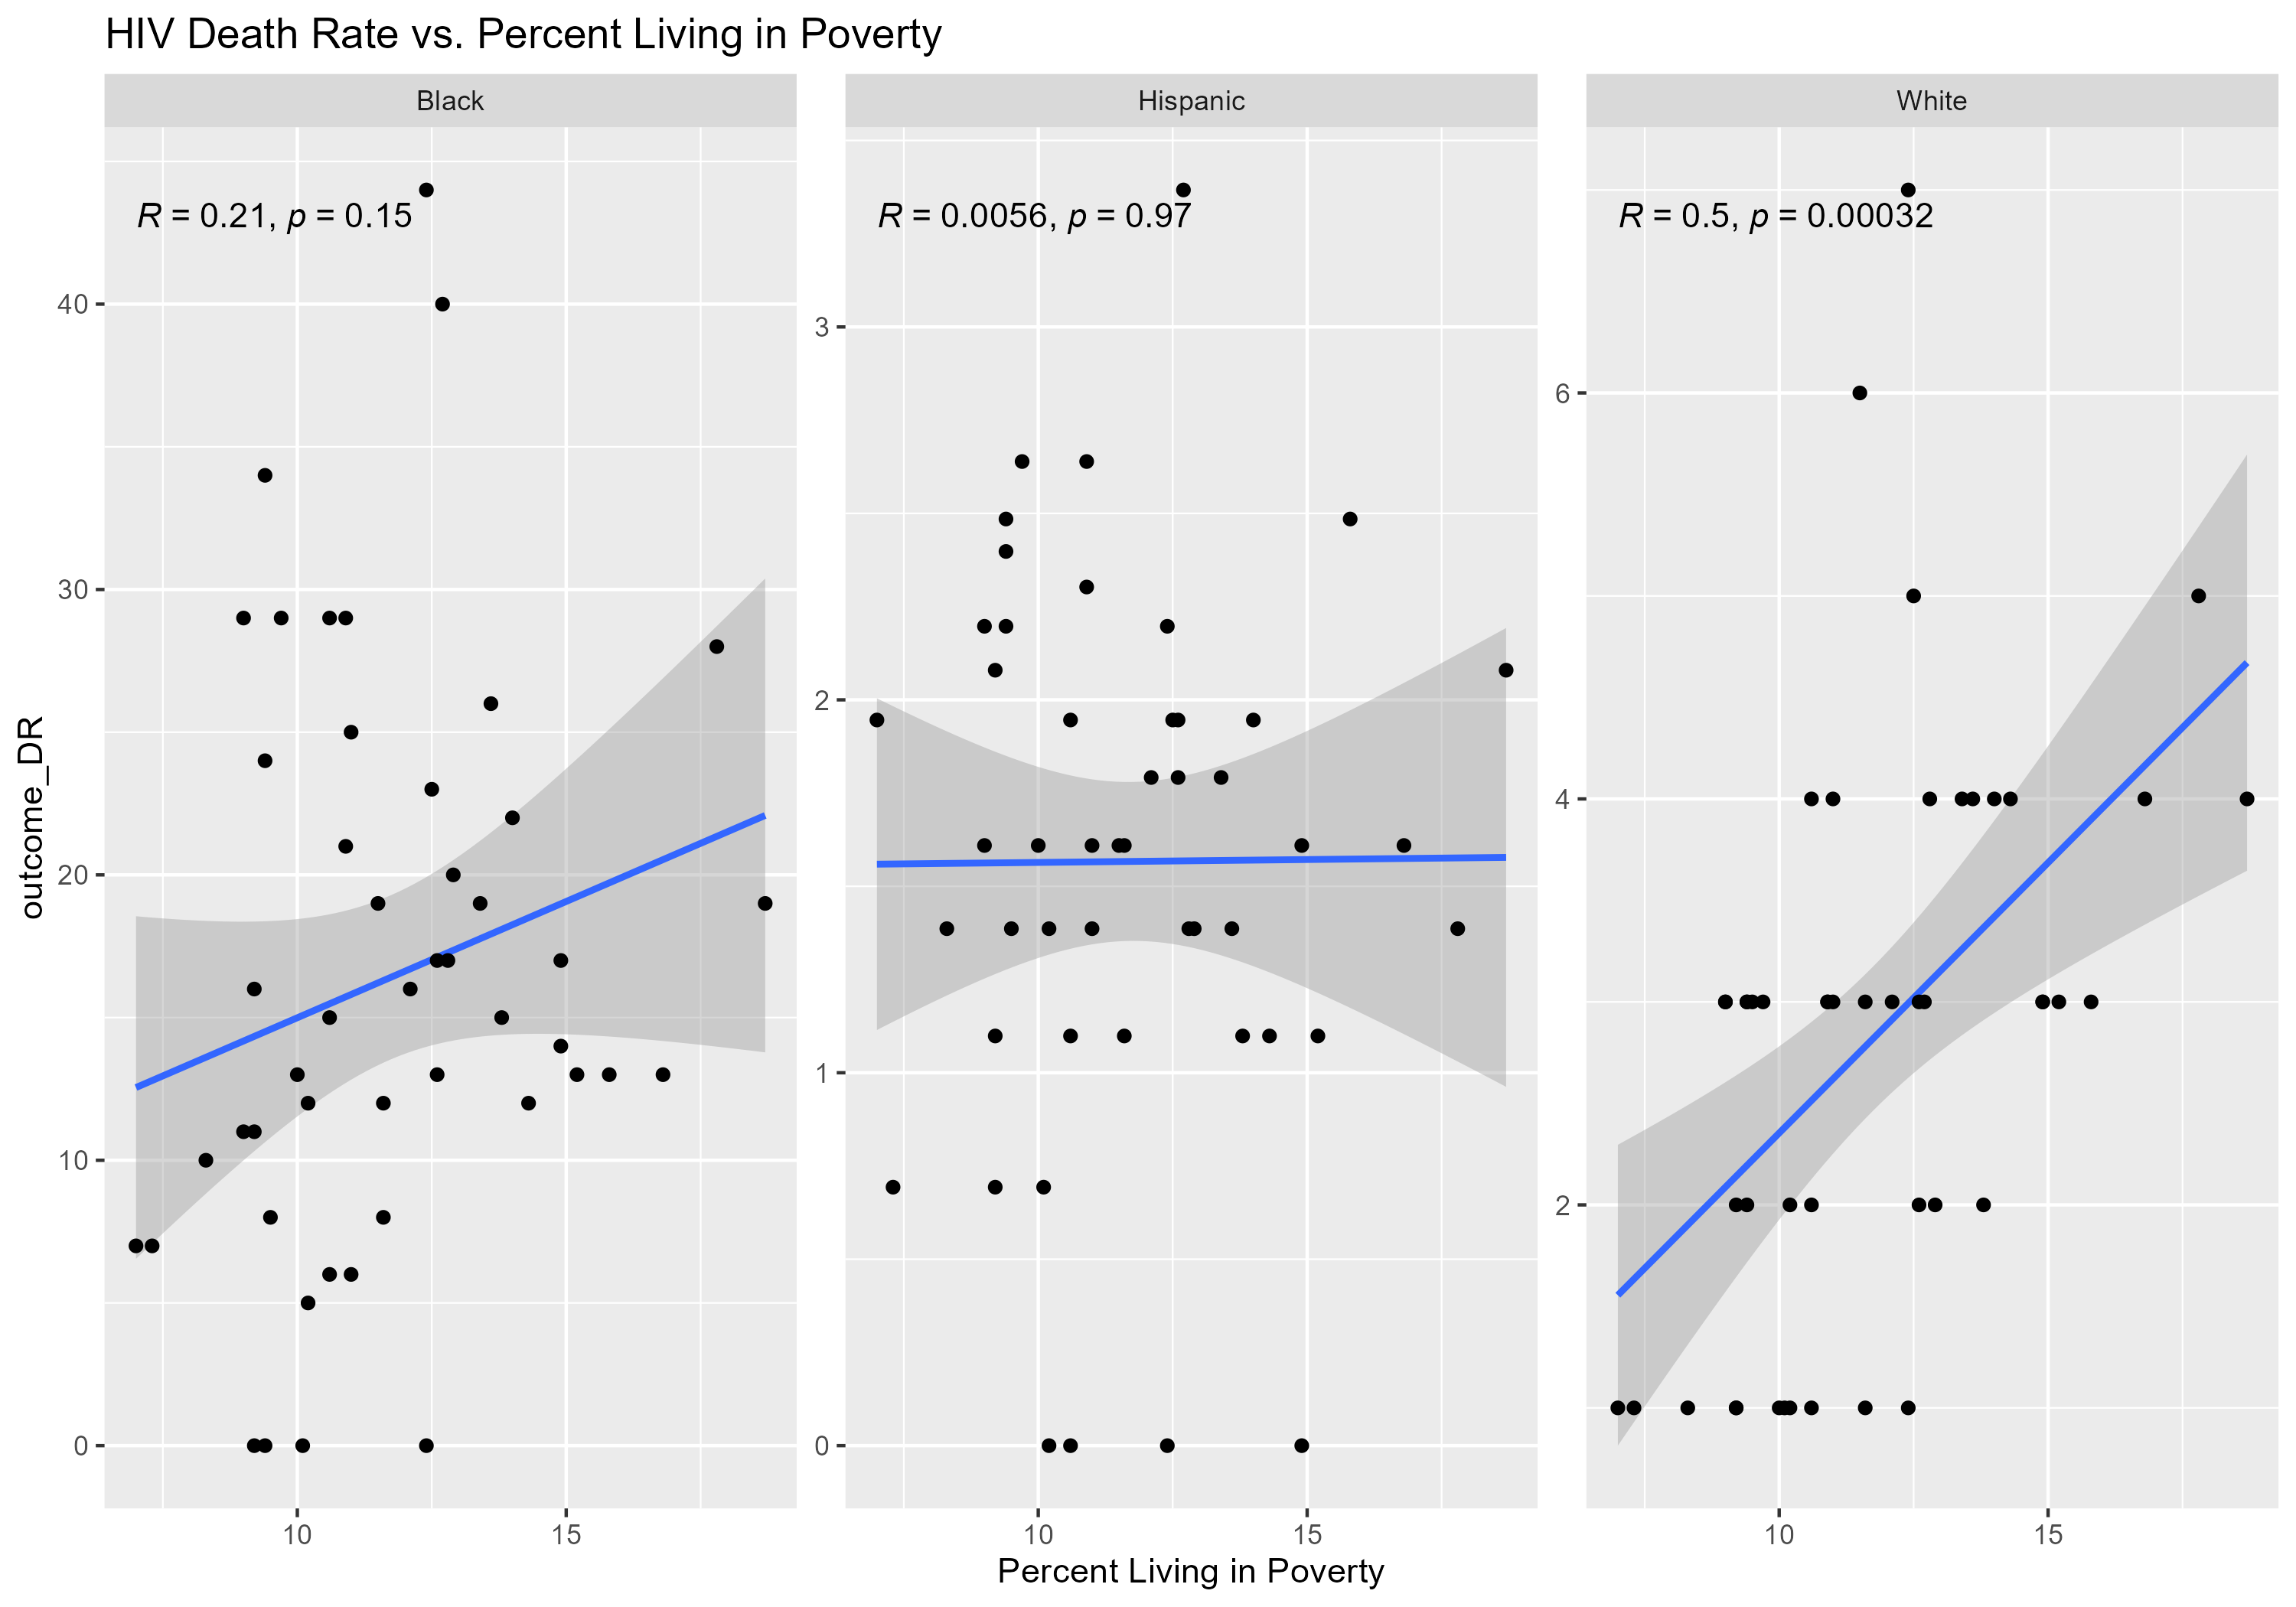 HIV Death Rate vs. Percent Living in Poverty
Black
Hispanic
White
R = 0.21, p = 0.15
R = 0.0056, p = 0.97
R = 0.5, p = 0.00032
outcome_DR
40
30
20
10
0
3
2
1
0
6
4
2
10 15
10 15
10 15
Percent Living in Poverty